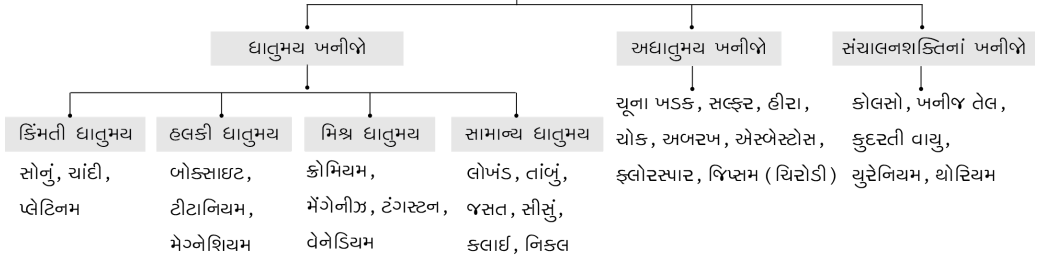 ધાતુમય ખનીજો
અધાતુમય ખનીજો
સંચાલનશક્તિનાં ખનીજો
કિંમતી ધાતુમય
હલકી ધાતુમય
મિશ્ર ધાતુમય
સામાન્ય ધાતુમય
સોનું, ચાંદી,
પ્લેટિનમ
બોક્સાઇટ,
ટીટાનિયમ,
મેગ્નેશિયમ
ક્રોમિયમ,
મેંગેનીઝ, ટંગસ્ટન,
વેનેડિયમ
લોખંડ, તાંબું,
જસત, સીસું,
કલાઈ, નિકલ
ચૂના ખડક, સલ્ફર, હીરા,
ચોક, અબરખ, એસ્બેસ્ટોસ,
ફ્લોરસ્પાર, જિપ્સમ (ચિરોડી)
કોલસો, ખનીજ તેલ,
કુદરતી વાયુ,
યુરેનિયમ, થોરિયમ